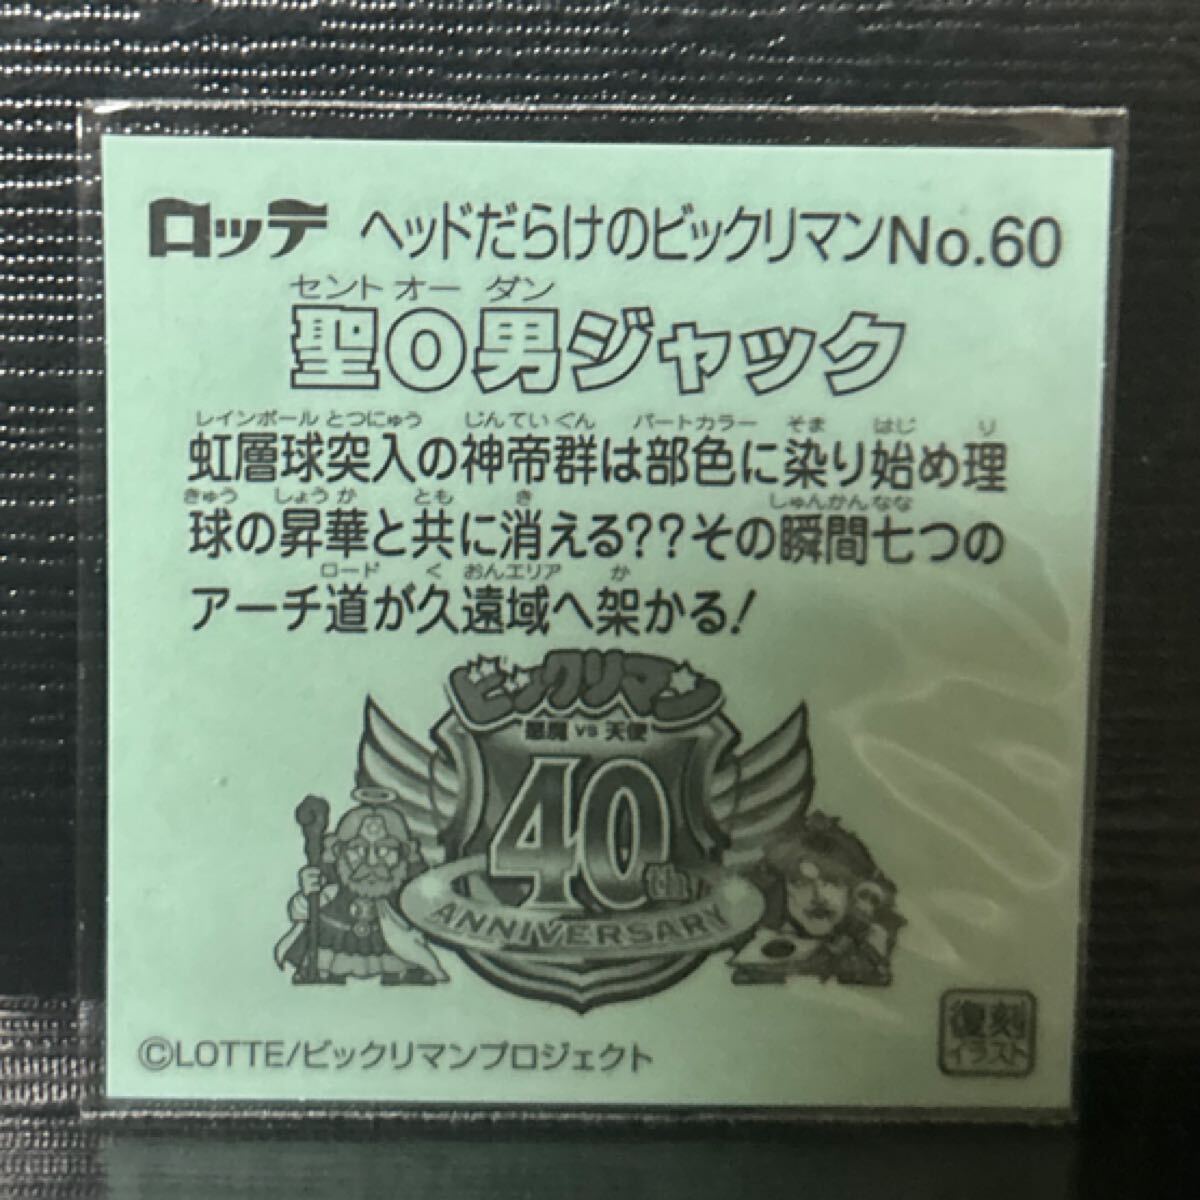 ロッテ ヘッドだらけのビックリマンNo.60
セント オー ダン
聖O男ジャック
レインボール とつにゅう じんていぐん パートカラー そま はじ り
虹層球突入の神帝群は部色に染り始め理
きゅう しょうか とも き しゅんかんなな
球の昇華と共に消える??その瞬間七つの
ロード く おんエリア か
アーチ道が久遠域へ架かる!
ビックリマン
悪魔 VS 天使
40th
ANNIVERSARY
復刻
イラスト
©LOTTE/ビックリマンプロジェクト